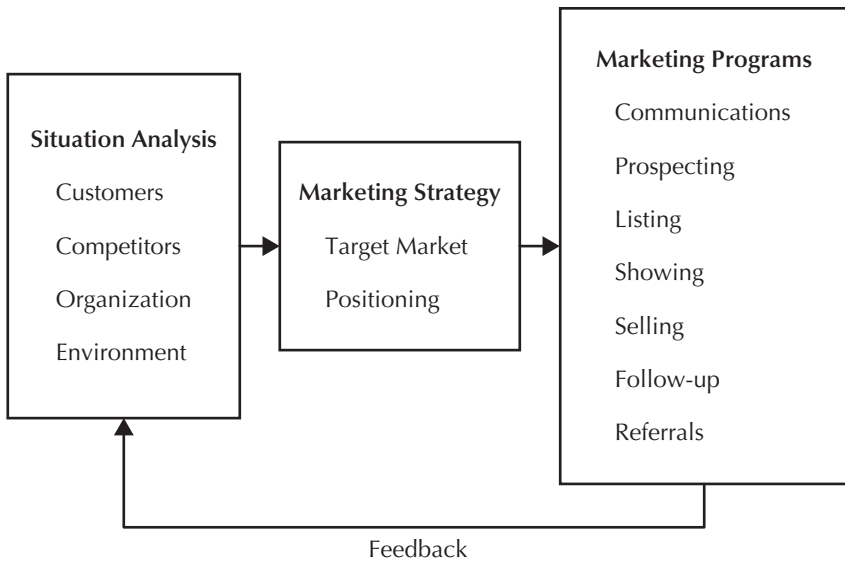 Situation Analysis
Customers
Competitors
Organization
Environment
Marketing Strategy
Target Market
Positioning
Marketing Programs
Communications
Prospecting
Listing
Showing
Selling
Follow-up
Referrals
Feedback